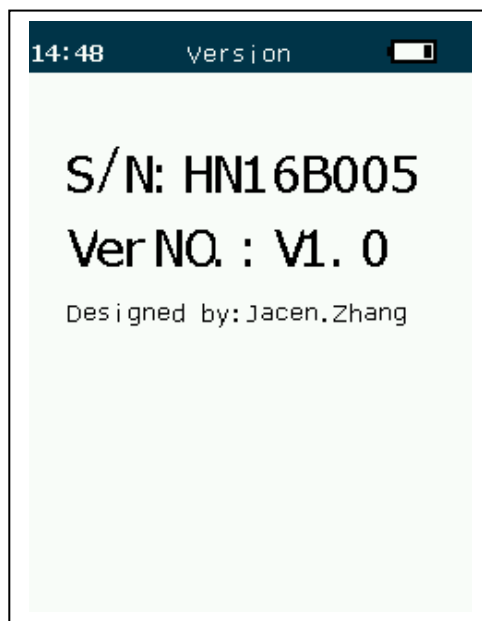 14:48 Version
S/N: HN16B005
Ver NO. : V1. 0
Designed by: Jacen.Zhang